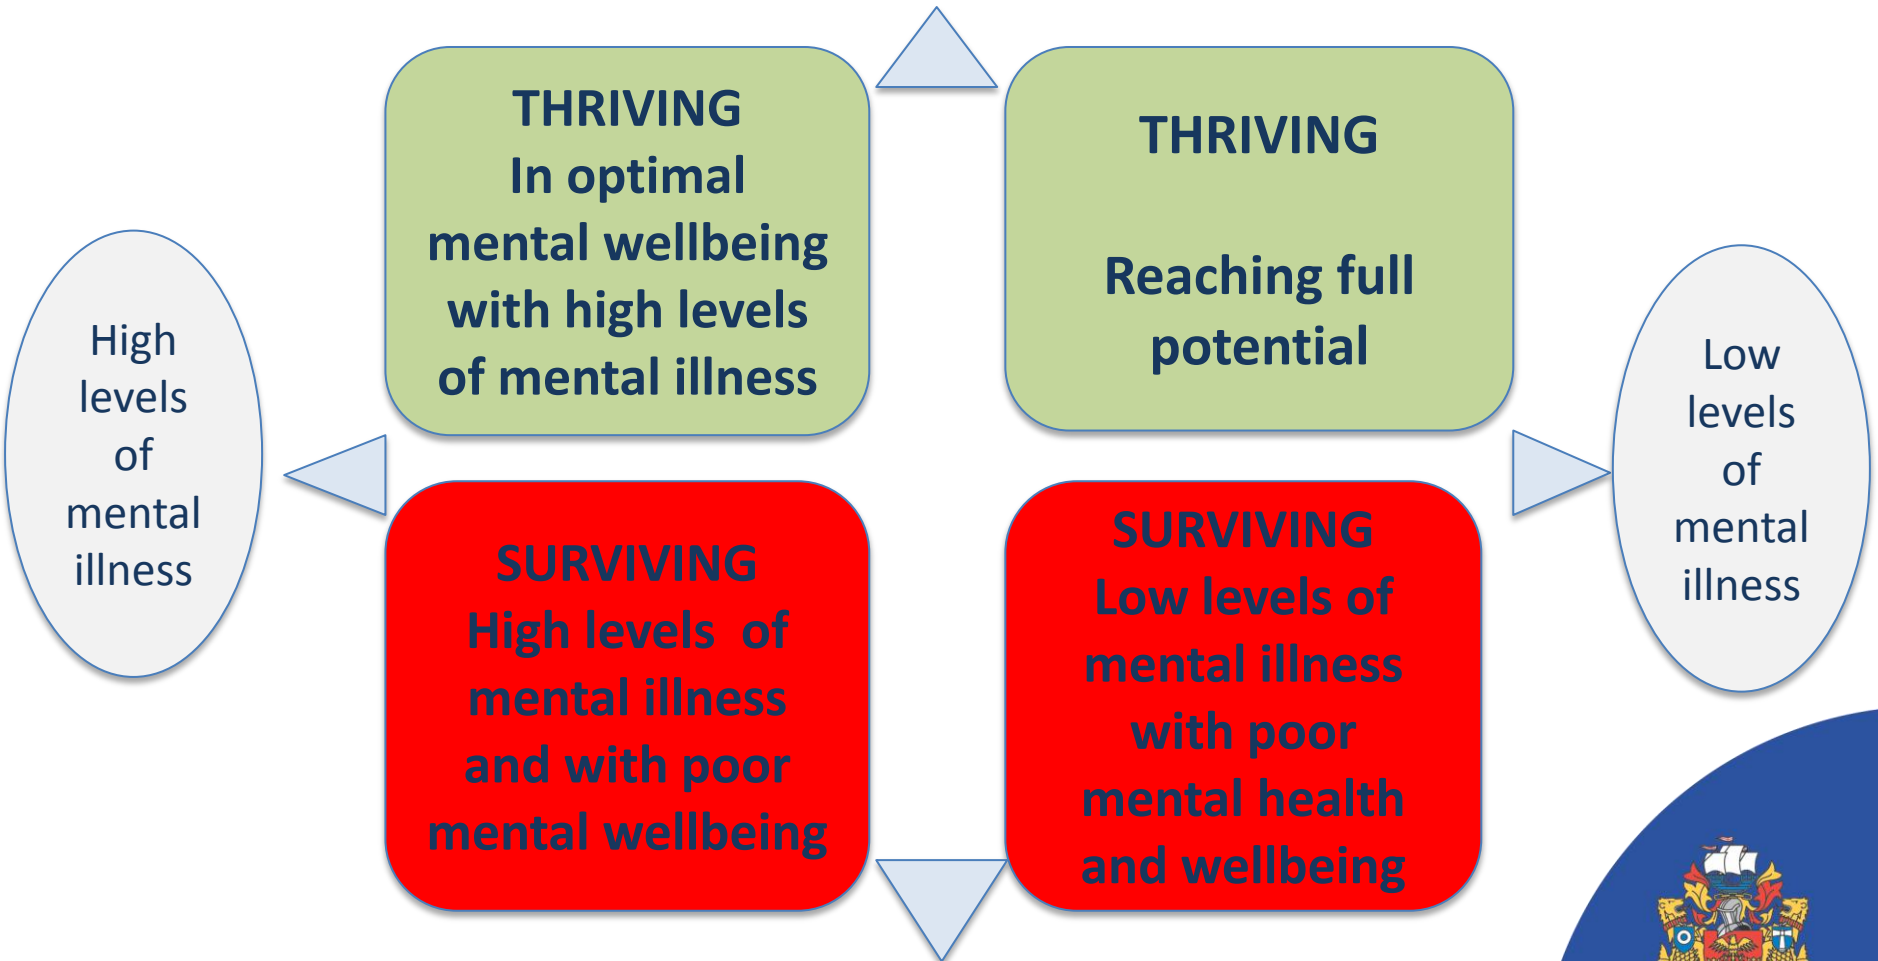 THRIVING
In optimal
mental wellbeing
with high levels
of mental illness
THRIVING
Reaching full
potential
High
levels
of
mental
illness
Low
levels
of
mental
illness
SURVIVING
High levels  of
mental illness
and with poor
mental wellbeing
SURVIVING
Low levels of
mental illness
with poor
mental health
and wellbeing